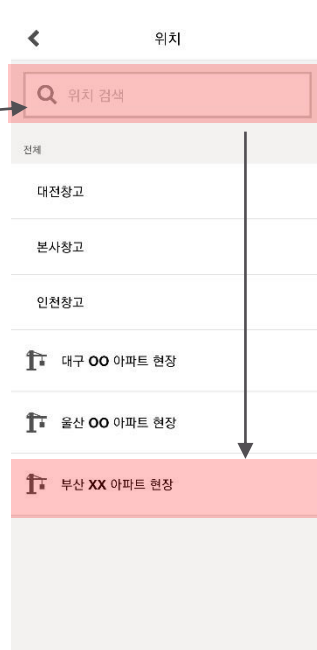 위치
위치 검색
전체
대전창고
본사창고
인천창고
대구 OO 아파트 현장
울산 OO 아파트 현장
부산 XX 아파트 현장